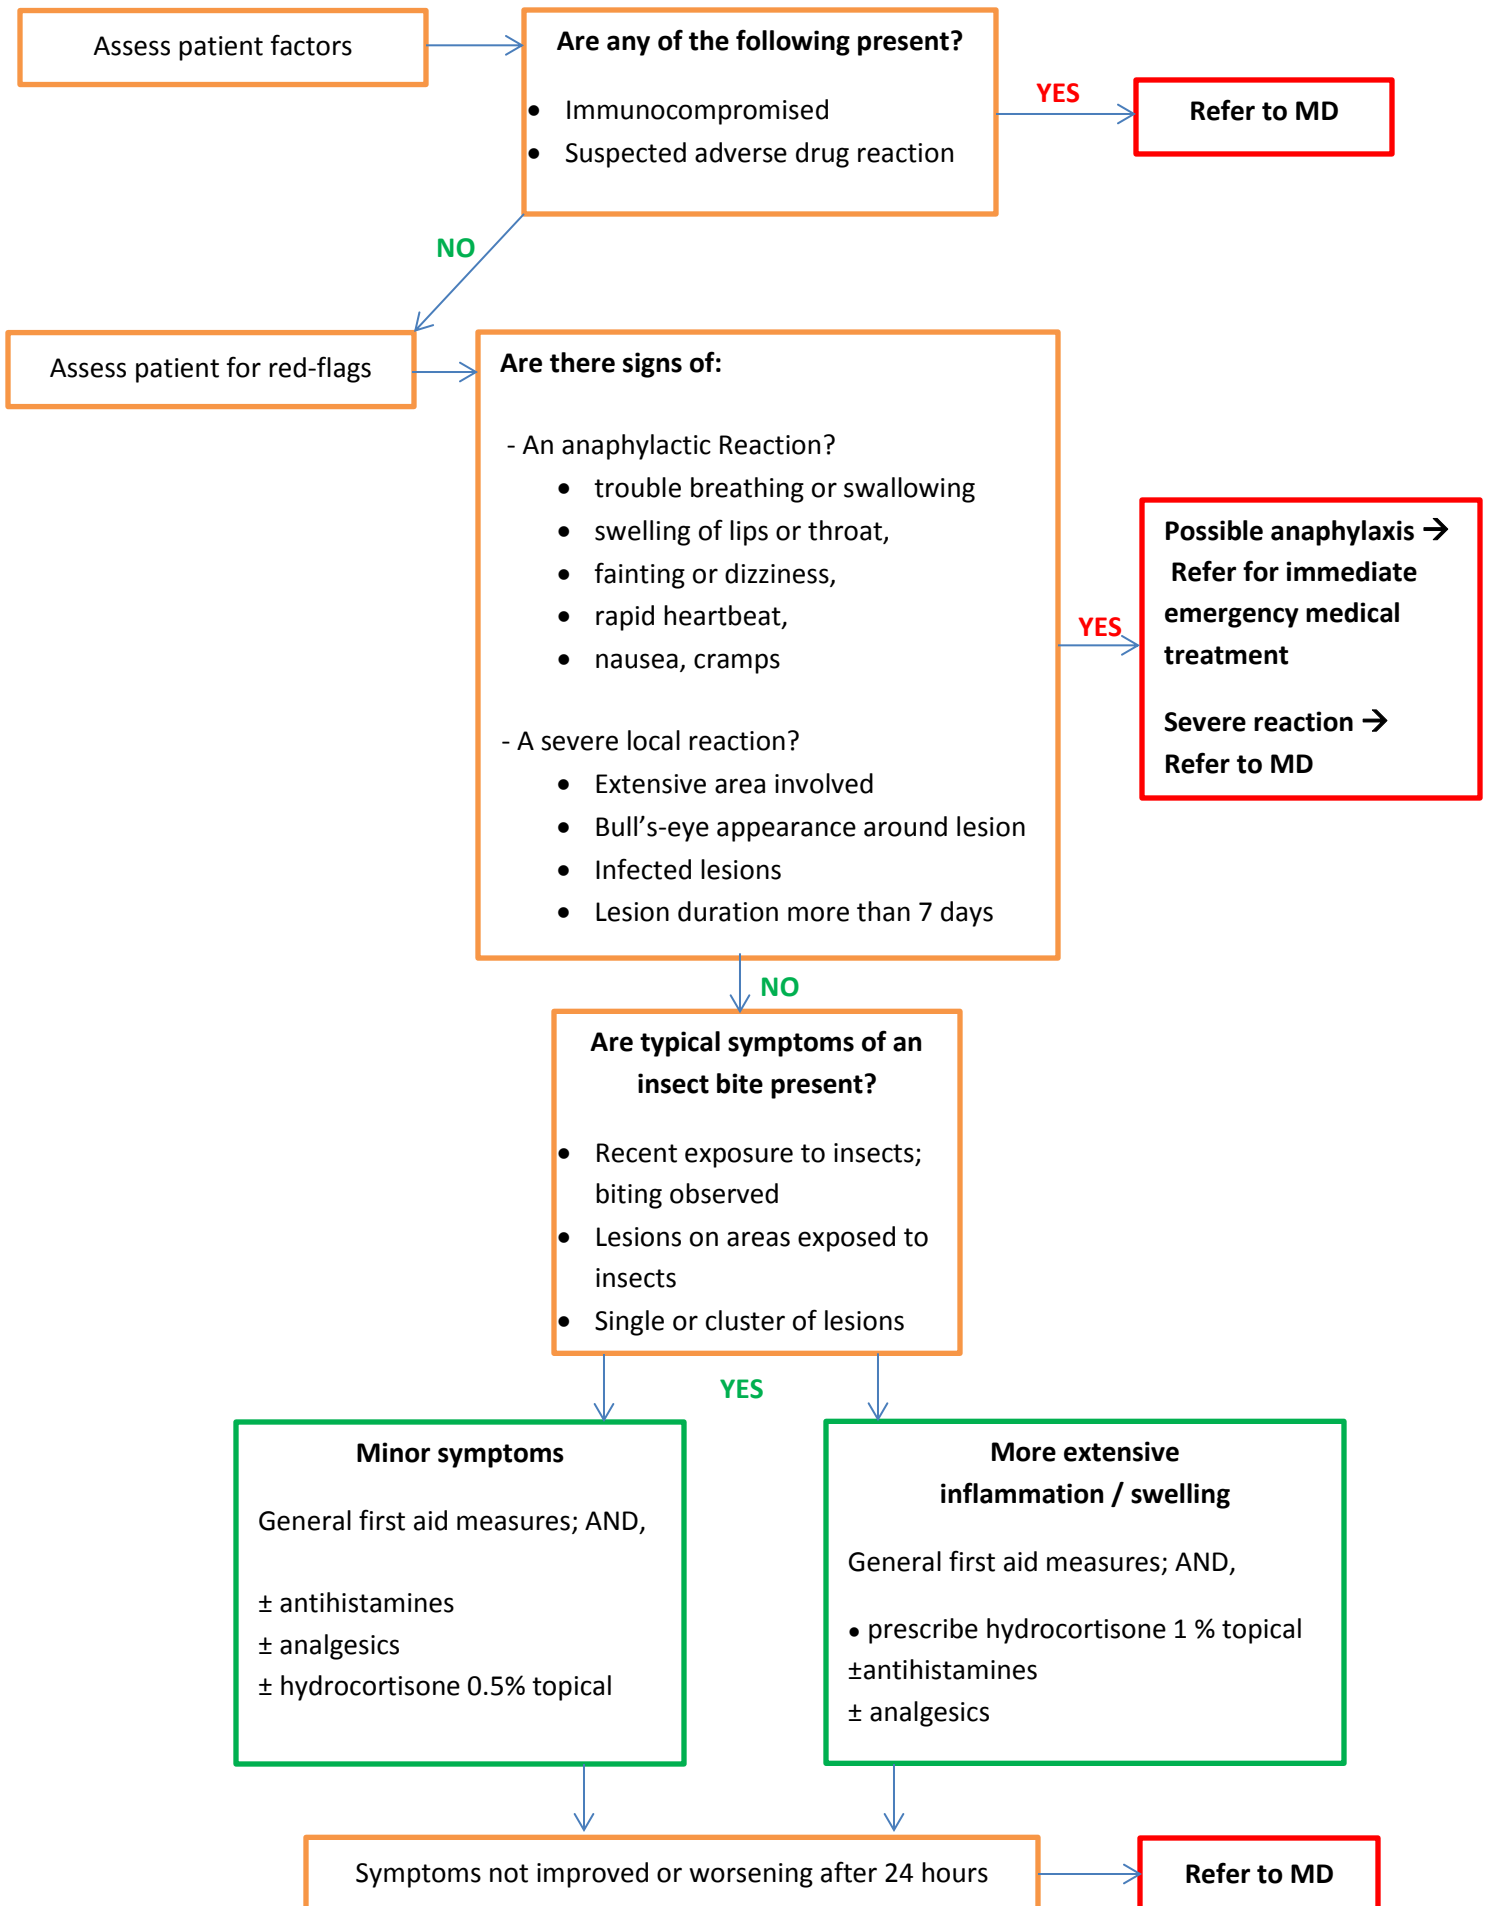 Assess patient factors
Are any of the following present?
• Immunocompromised
• Suspected adverse drug reaction
YES
Refer to MD
NO
Assess patient for red-flags
Are there signs of:
- An anaphylactic Reaction?
• trouble breathing or swallowing
• swelling of lips or throat,
• fainting or dizziness,
• rapid heartbeat,
• nausea, cramps
- A severe local reaction?
• Extensive area involved
• Bull’s-eye appearance around lesion
• Infected lesions
• Lesion duration more than 7 days
YES
Possible anaphylaxis →
Refer for immediate
emergency medical
treatment
Severe reaction →
Refer to MD
NO
Are typical symptoms of an
insect bite present?
• Recent exposure to insects;
biting observed
• Lesions on areas exposed to
insects
• Single or cluster of lesions
YES
Minor symptoms
General first aid measures; AND,
± antihistamines
± analgesics
± hydrocortisone 0.5% topical
More extensive
inflammation / swelling
General first aid measures; AND,
• prescribe hydrocortisone 1 % topical
±antihistamines
± analgesics
Symptoms not improved or worsening after 24 hours
Refer to MD